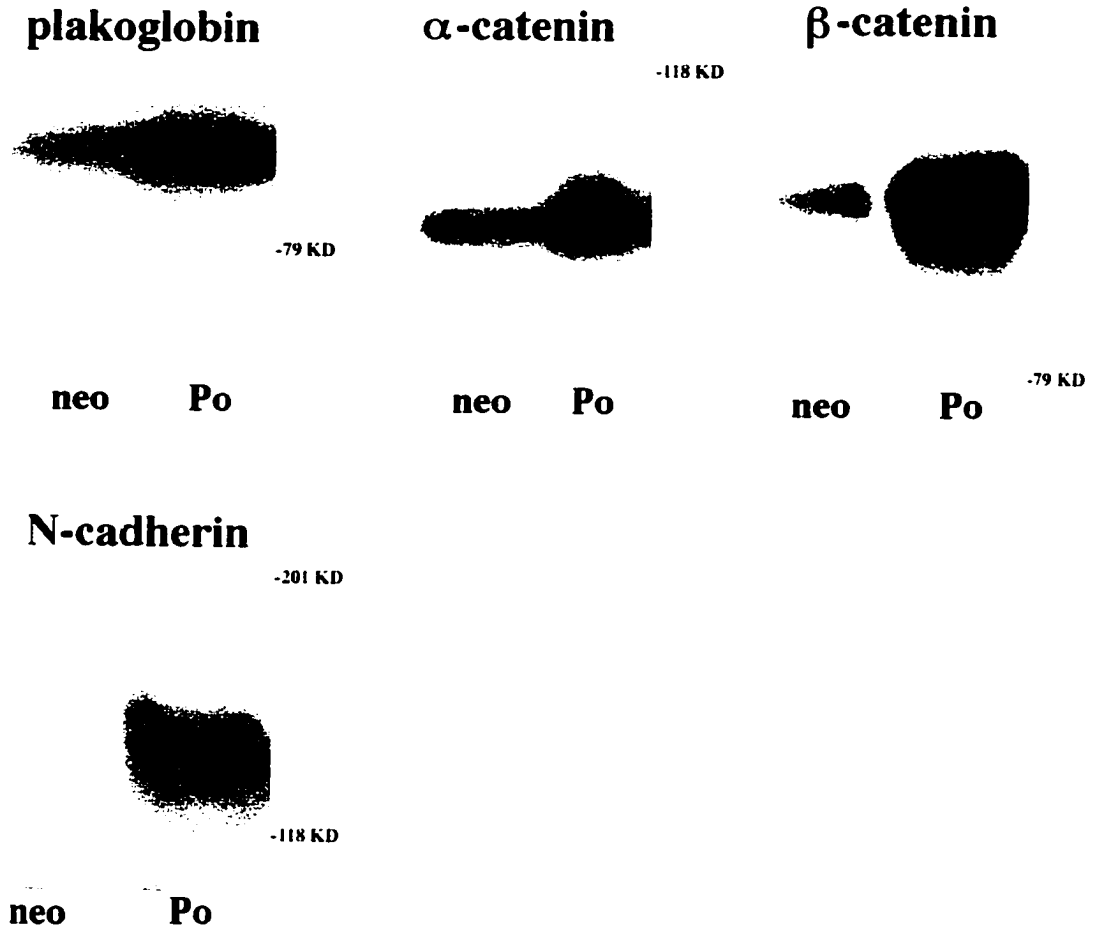 plakoglobin
α-catenin
β-catenin
-118 KD
-79 KD
neo Po
neo Po
-79 KD
neo Po
N-cadherin
-201 KD
-118 KD
neo Po